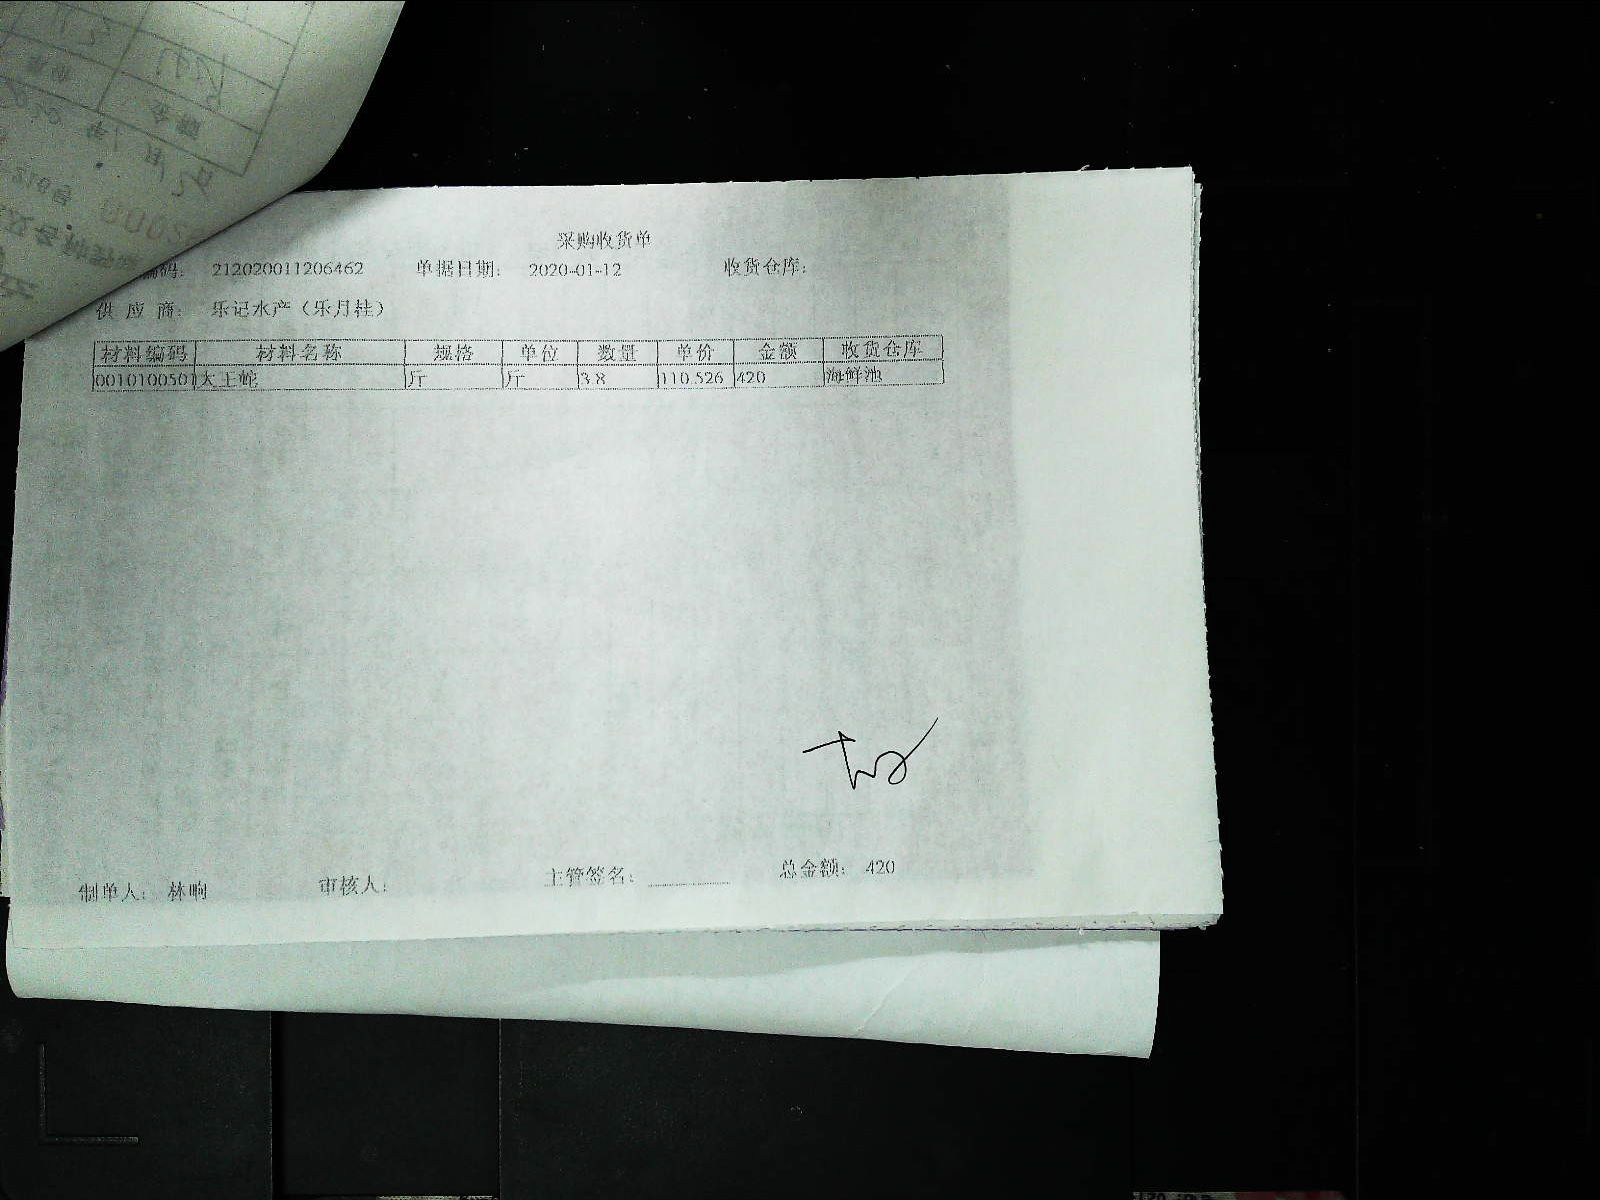 采购收货单
编码: 212020011206462 单据日期: 2020-01-12 收货仓库:
供应商: 乐记水产（乐月桂）
材料编码 材料名称 规格 单位 数量 单价 金额 收货仓库
0010100501 大王蛇 斤 斤 3.8 110.526 420 海鲜池
制单人: 林响 审核人: 主管签名: 总金额: 420